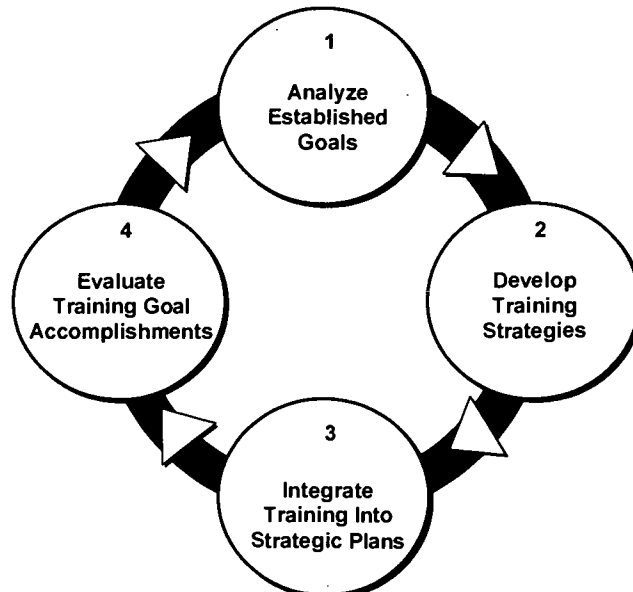 1
Analyze
Established
Goals
2
Develop
Training
Strategies
3
Integrate
Training Into
Strategic Plans
4
Evaluate
Training Goal
Accomplishments